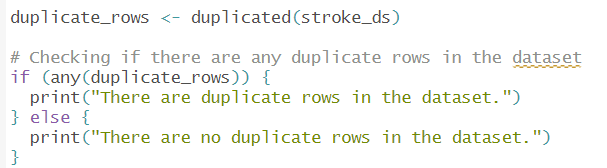 duplicate_rows <- duplicated(stroke_ds)
# Checking if there are any duplicate rows in the dataset
if (any(duplicate_rows)) {
  print("There are duplicate rows in the dataset.")
} else {
  print("There are no duplicate rows in the dataset.")
}